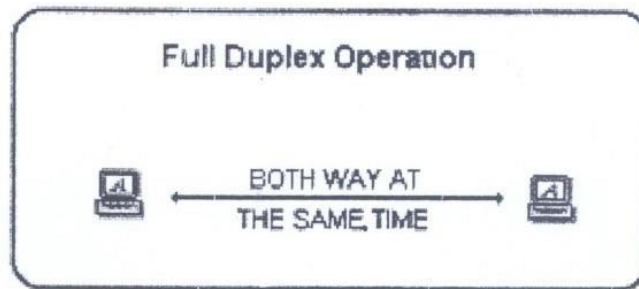 Full Duplex Operation
BOTH WAY AT
THE SAME TIME
A
A